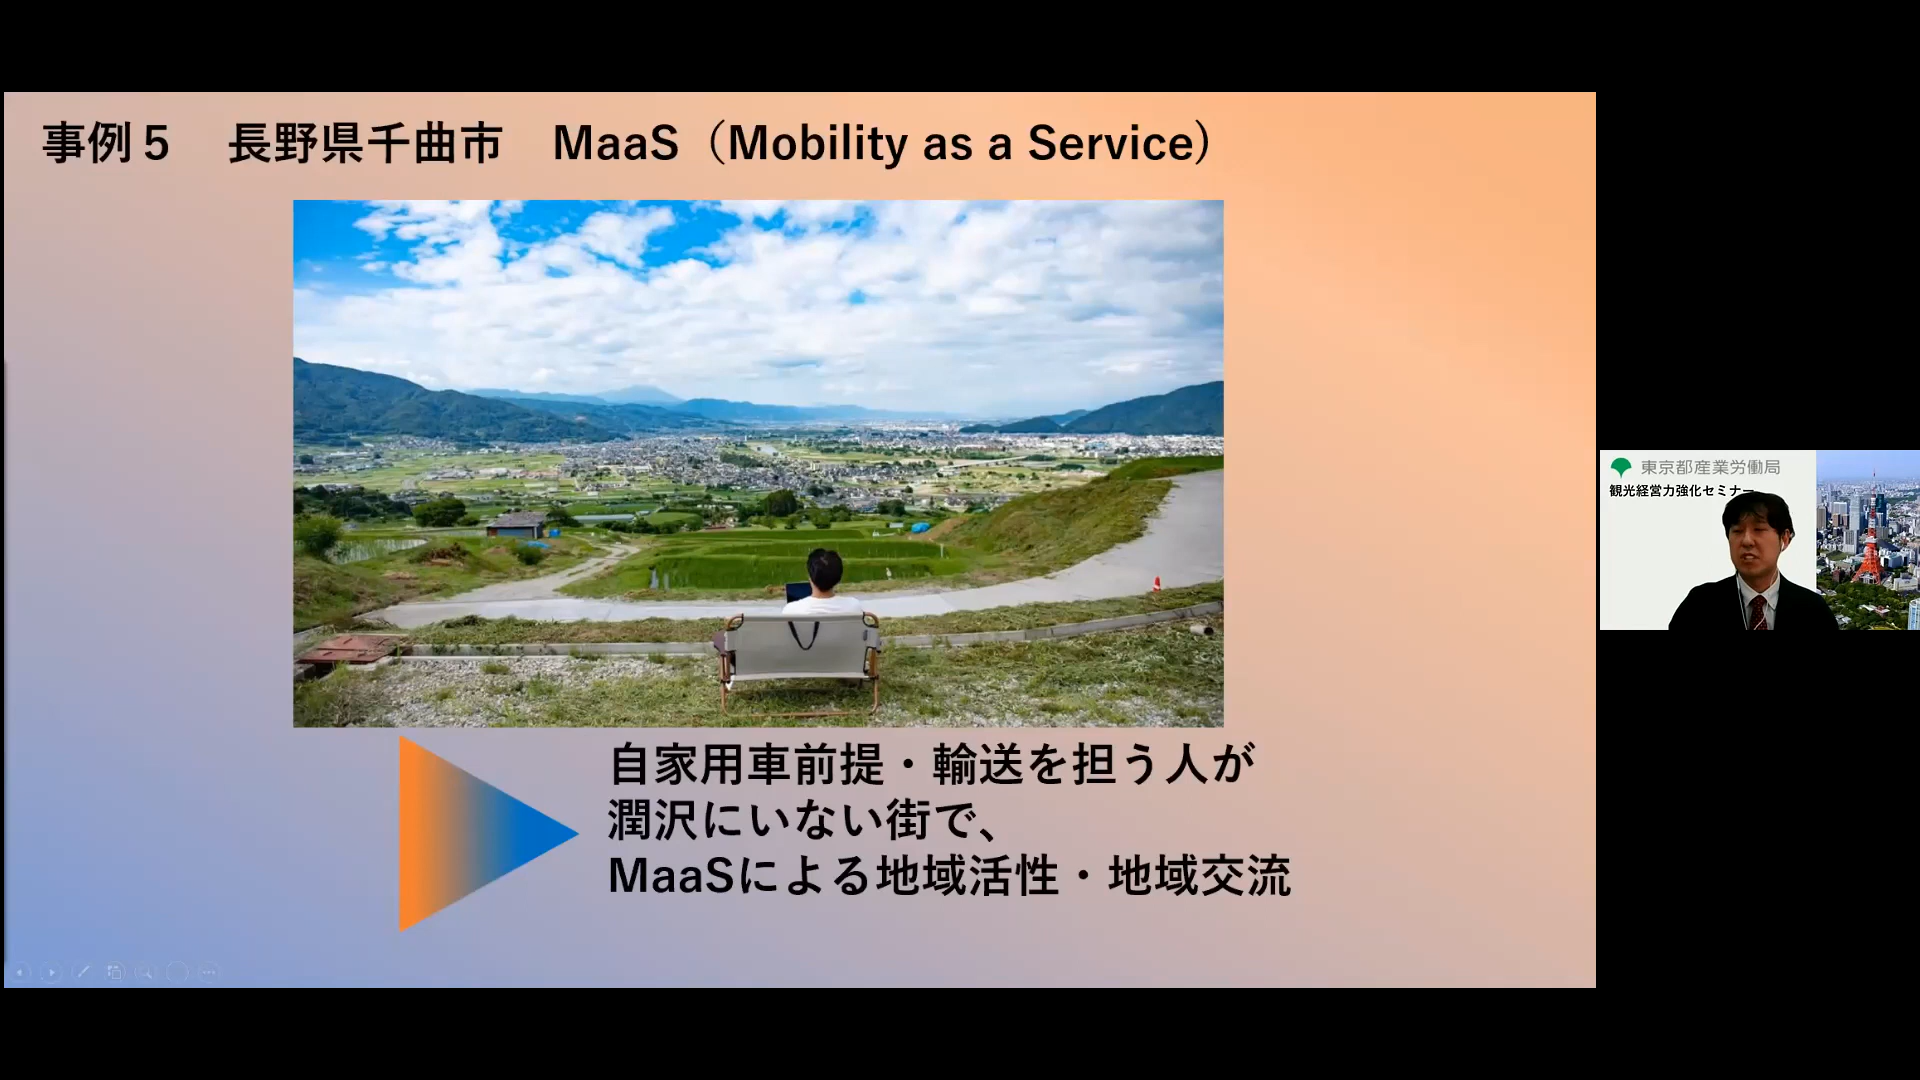 事例５　長野県千曲市　MaaS（Mobility as a Service）
自家用車前提・輸送を担う人が
潤沢にいない街で、
MaaSによる地域活性・地域交流
東京都産業労働局
観光経営力強化セミナー